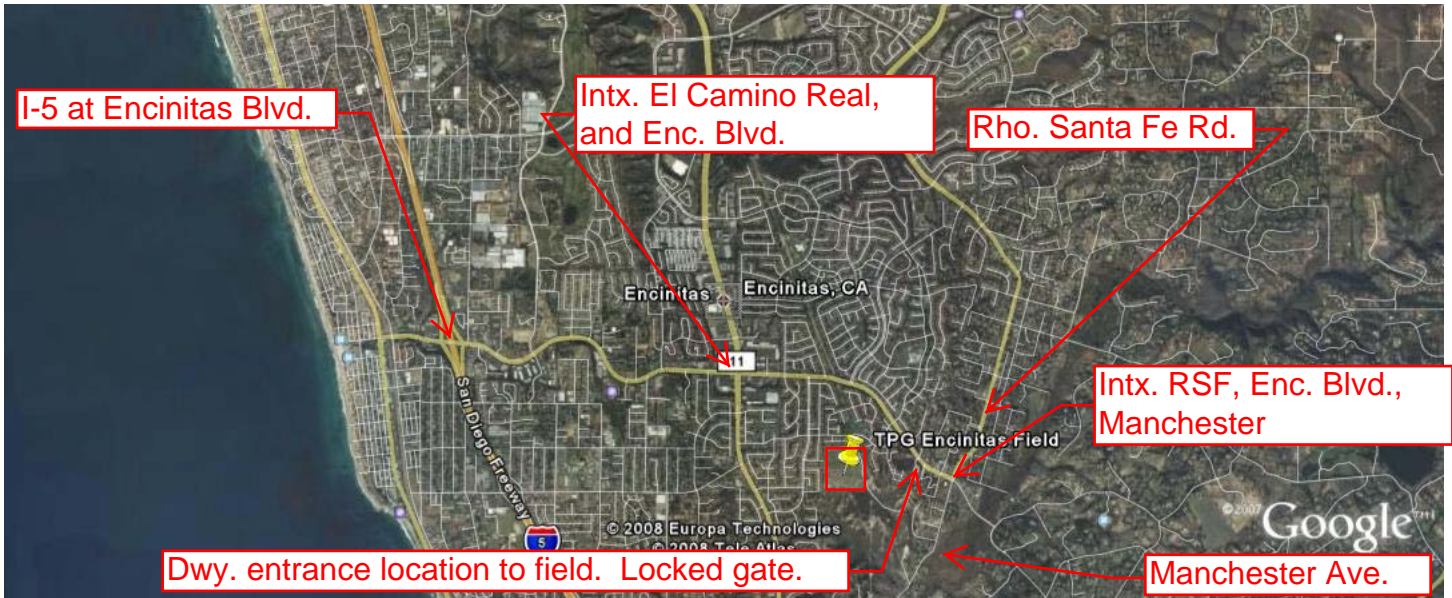 I-5 at Encinitas Blvd.
Intx. El Camino Real,
and Enc. Blvd.
Rho. Santa Fe Rd.
Encinitas
Encinitas, CA
11
Intx. RSF, Enc. Blvd.,
Manchester
TPG Encinitas Field
San Diego Freeway
5
© 2008 Europa Technologies
© 2008 Tele Atlas
© 2007 Google™
Dwy. entrance location to field. Locked gate.
Manchester Ave.